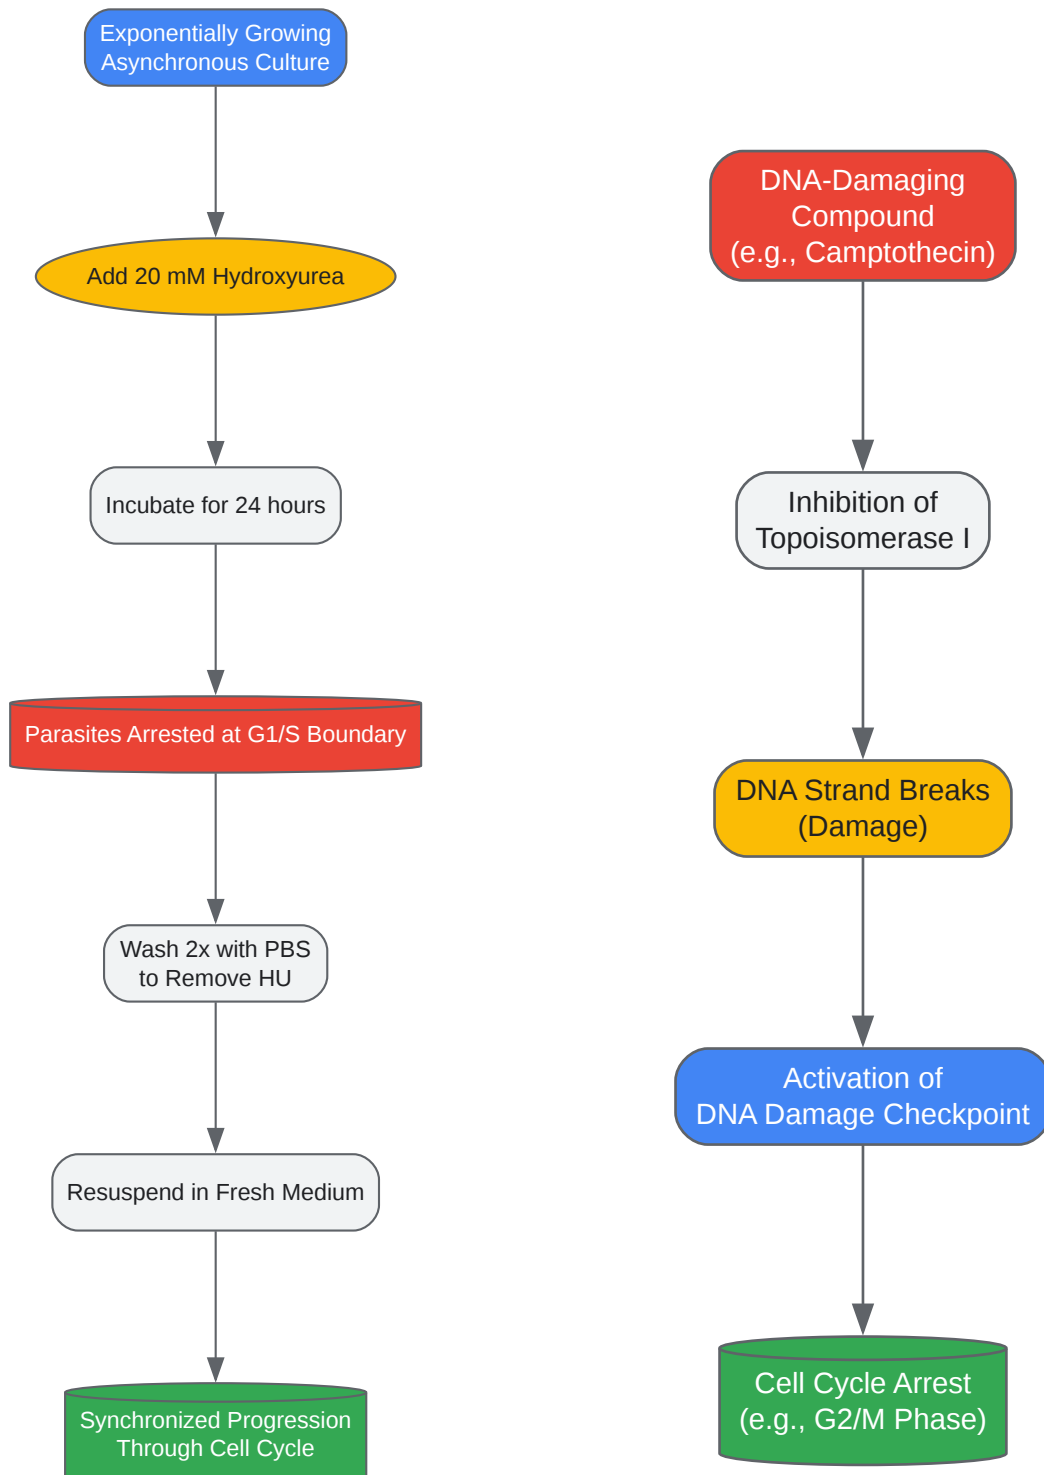 Exponentially Growing
Asynchronous Culture
Add 20 mM Hydroxyurea
Incubate for 24 hours
Parasites Arrested at G1/S Boundary
Wash 2x with PBS
to Remove HU
Resuspend in Fresh Medium
Synchronized Progression
Through Cell Cycle
DNA-Damaging
Compound
(e.g., Camptothecin)
Inhibition of
Topoisomerase I
DNA Strand Breaks
(Damage)
Activation of
DNA Damage Checkpoint
Cell Cycle Arrest
(e.g., G2/M Phase)